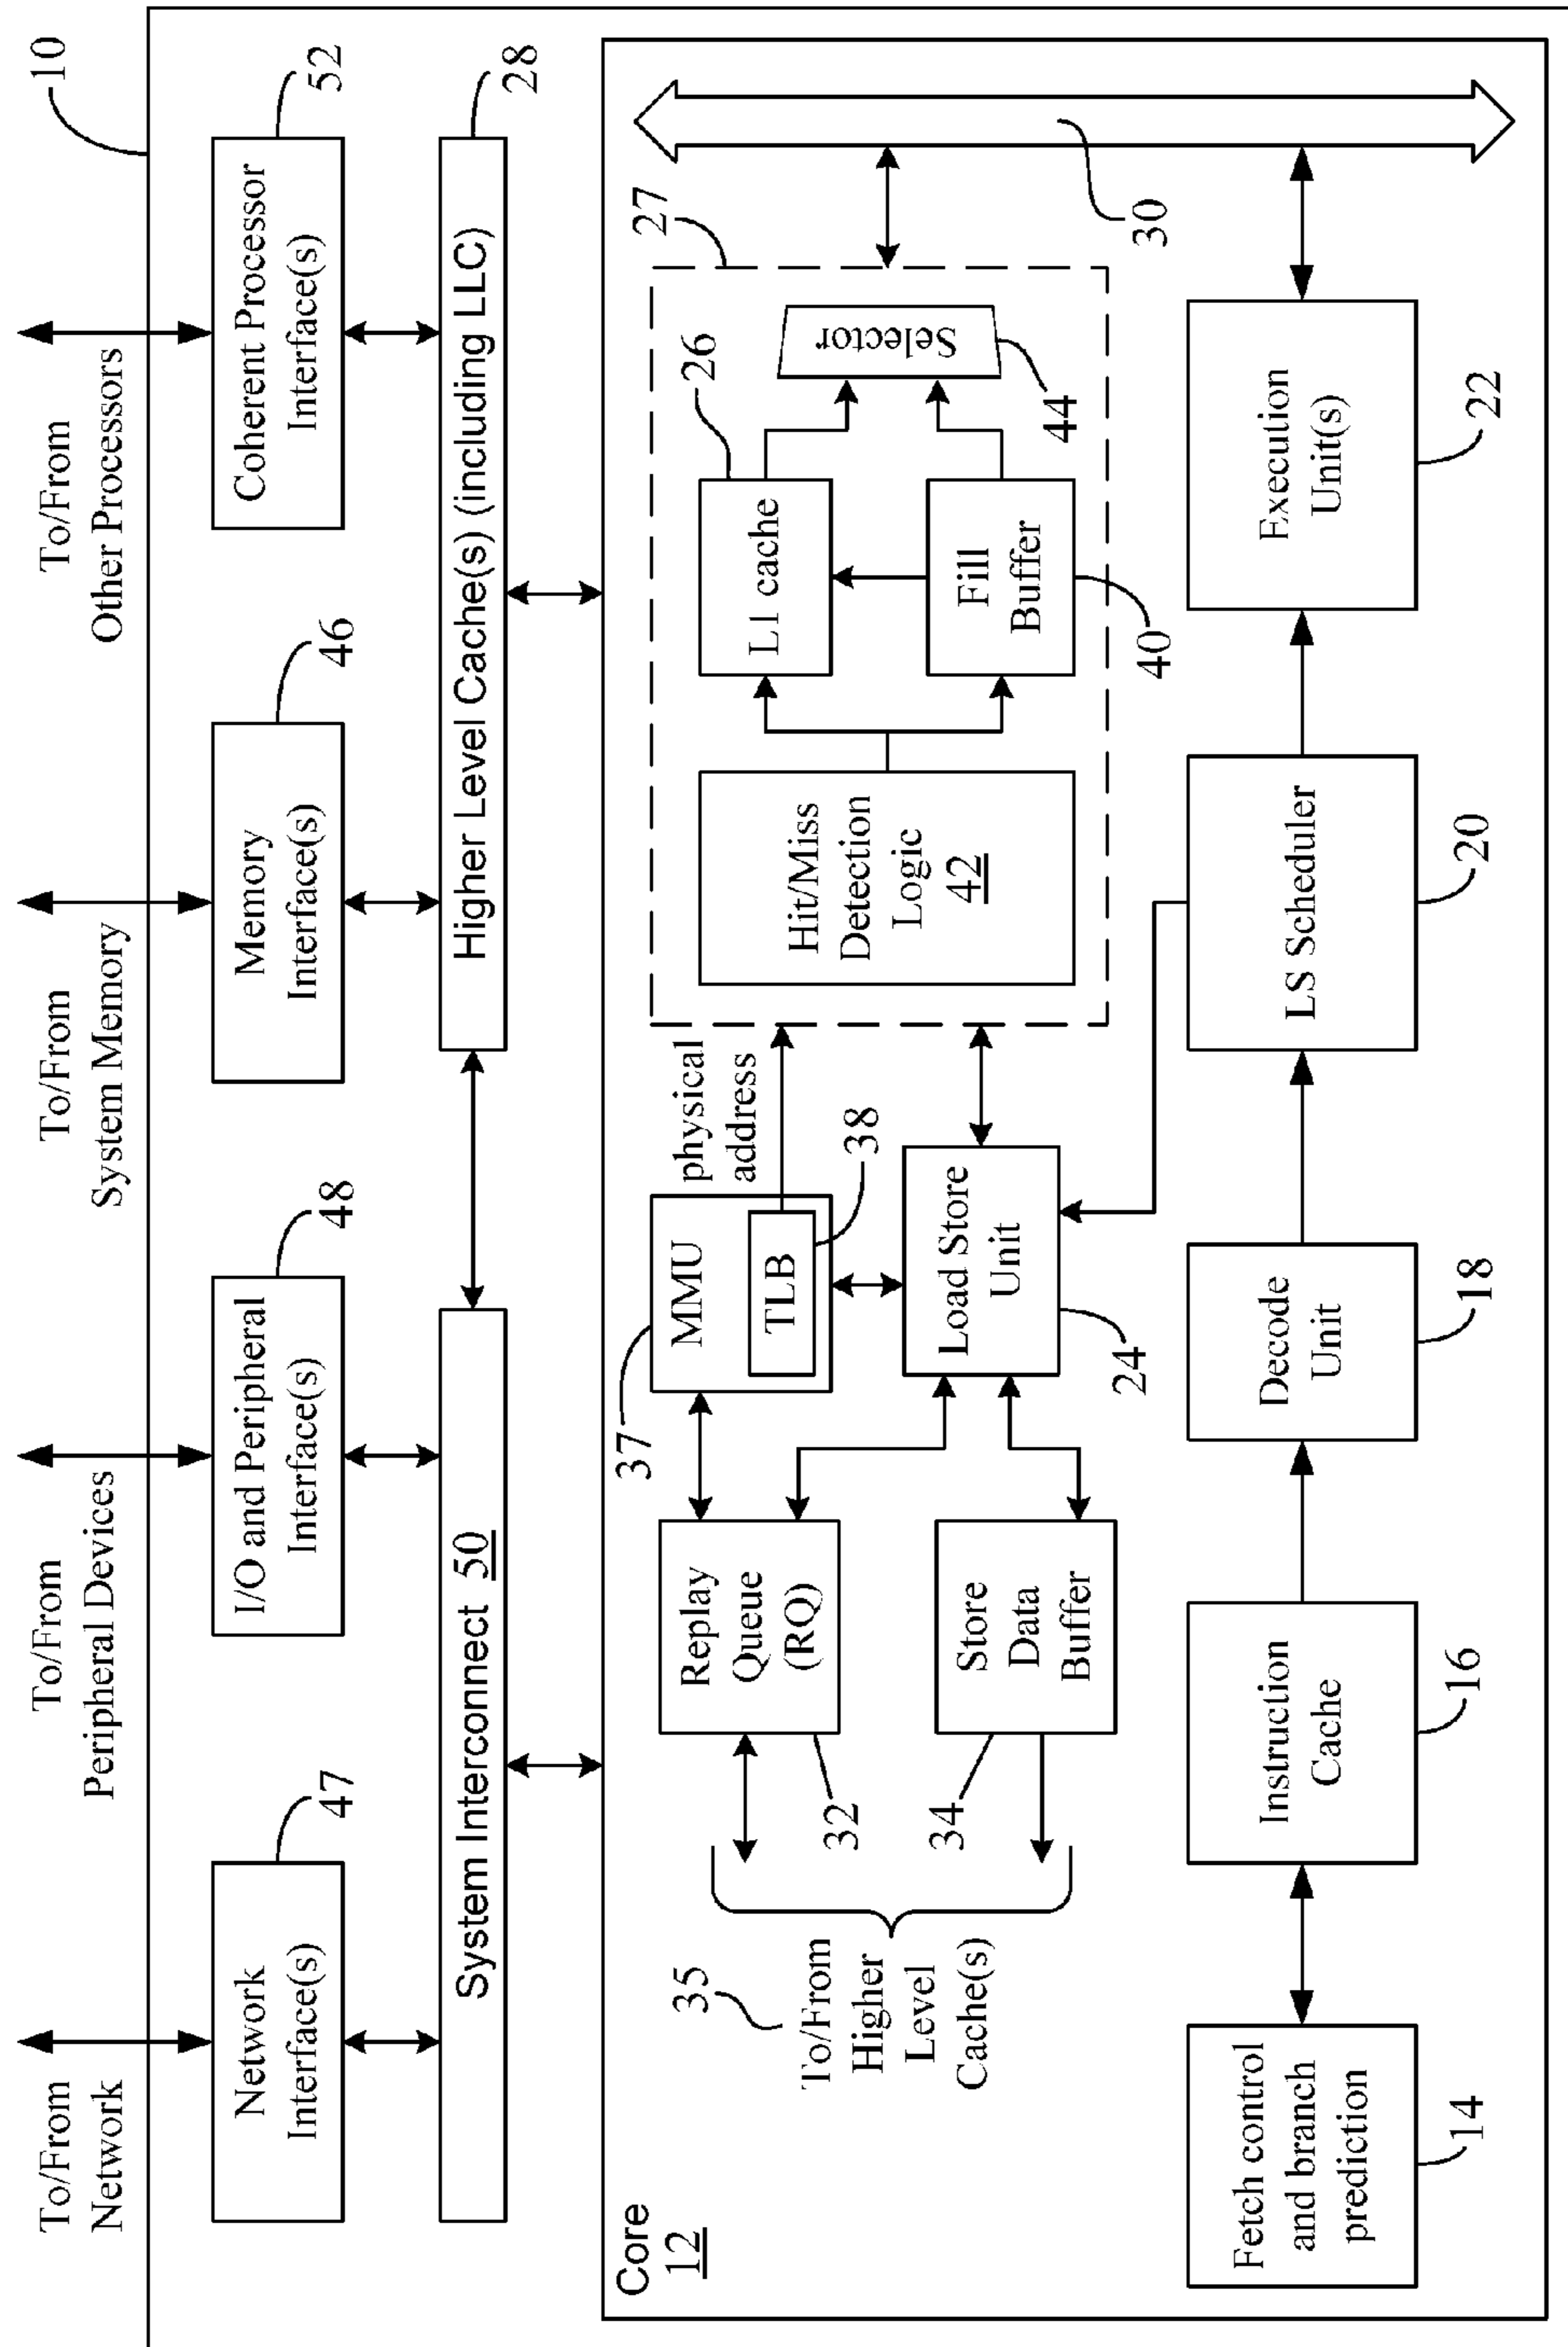 To/From
Network
To/From
Peripheral Devices
To/From
System Memory
To/From
Other Processors
10
Network
Interface(s)
47
I/O and Peripheral
Interface(s)
48
Memory
Interface(s)
46
Coherent Processor
Interface(s)
52
System Interconnect 50
Higher Level Cache(s) (including LLC)
28
Core
12
35
To/From
Higher
Level
Cache(s)
Replay
Queue
(RQ)
32
Store
Data
Buffer
34
37
MMU
TLB
38
physical
address
Load Store
Unit
24
27
Hit/Miss
Detection
Logic
42
L1 cache
26
Fill
Buffer
40
Selector
44
30
Fetch control
and branch
prediction
14
Instruction
Cache
16
Decode
Unit
18
LS Scheduler
20
Execution
Unit(s)
22